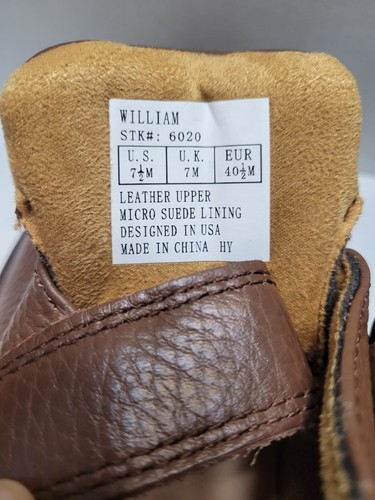 WILLIAM
STK#: 6020
U.S. U.K. EUR
7½M 7M 40½M
LEATHER UPPER
MICRO SUEDE LINING
DESIGNED IN USA
MADE IN CHINA HY